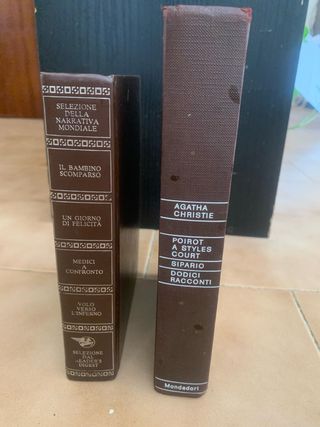 SELEZIONE
DELLA
NARRATIVA
MONDIALE
IL BAMBINO
SCOMPARSO
UN GIORNO
DI FELICITÀ
MEDICI
A CONFRONTO
VOLO
VERSO
L'INFERNO
SELEZIONE
DAL
READER'S
DIGEST
AGATHA
CHRISTIE
POIROT
A STYLES
COURT
SIPARIO
DODICI
RACCONTI
Mondadori